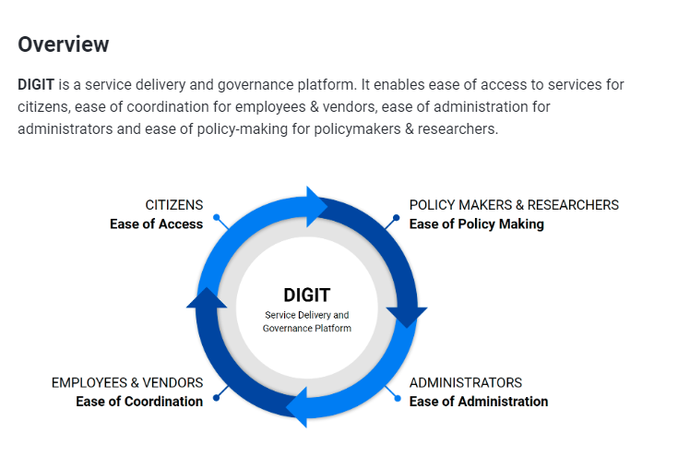 Overview
DIGIT is a service delivery and governance platform. It enables ease of access to services for
citizens, ease of coordination for employees & vendors, ease of administration for
administrators and ease of policy-making for policymakers & researchers.
CITIZENS
Ease of Access
POLICY MAKERS & RESEARCHERS
Ease of Policy Making
DIGIT
Service Delivery and
Governance Platform
EMPLOYEES & VENDORS
Ease of Coordination
ADMINISTRATORS
Ease of Administration